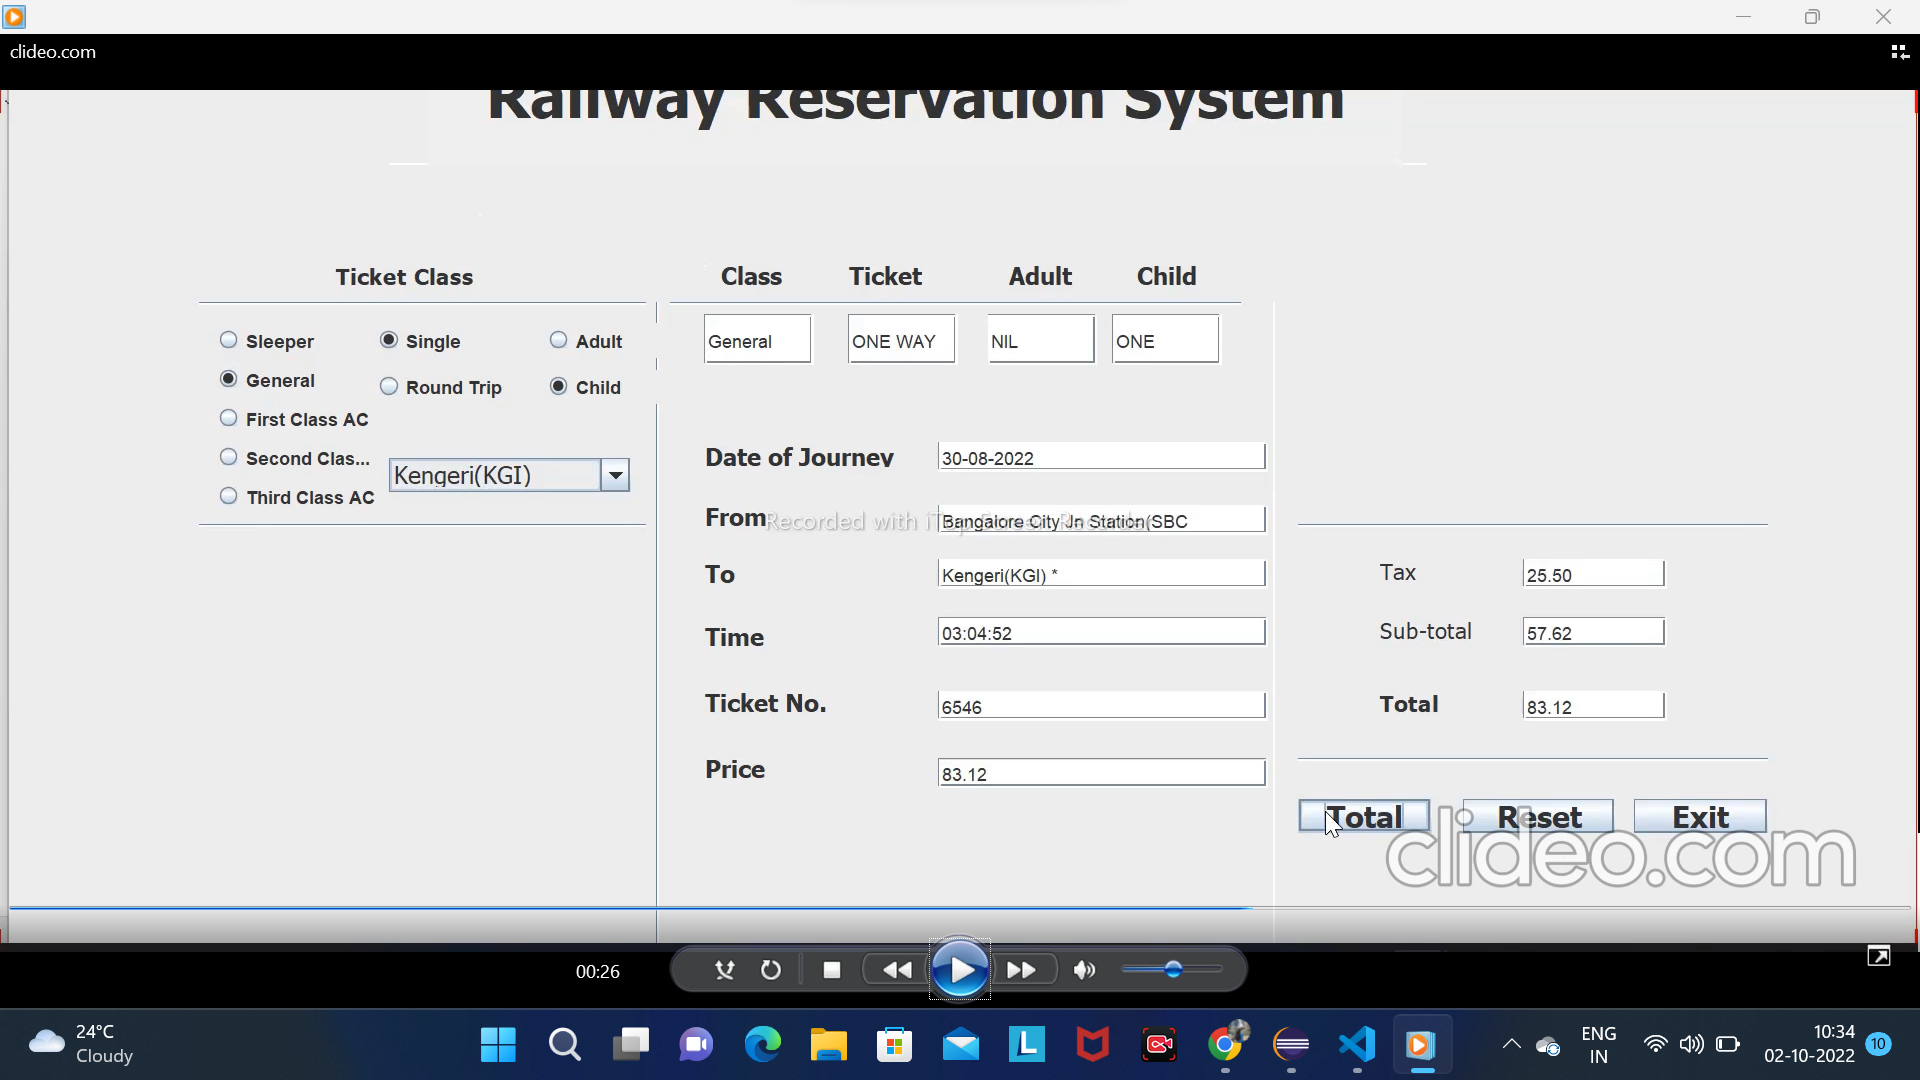 clideo.com
Railway Reservation System
Ticket Class
Class Ticket Adult Child
Sleeper Single Adult
General ONE WAY NIL ONE
General
Round Trip Child
First Class AC
Second Clas...
Kengeri(KGI)
Third Class AC
Date of Journey 30-08-2022
From Bangalore City Jn Station(SBC
Recorded with iTop Screen Recorder
To Kengeri(KGI) *
Time 03:04:52
Ticket No. 6546
Price 83.12
Tax 25.50
Sub-total 57.62
Total 83.12
Total Reset Exit
clideo.com
00:26
24°C
Cloudy
ENG
IN
10:34
02-10-2022
10